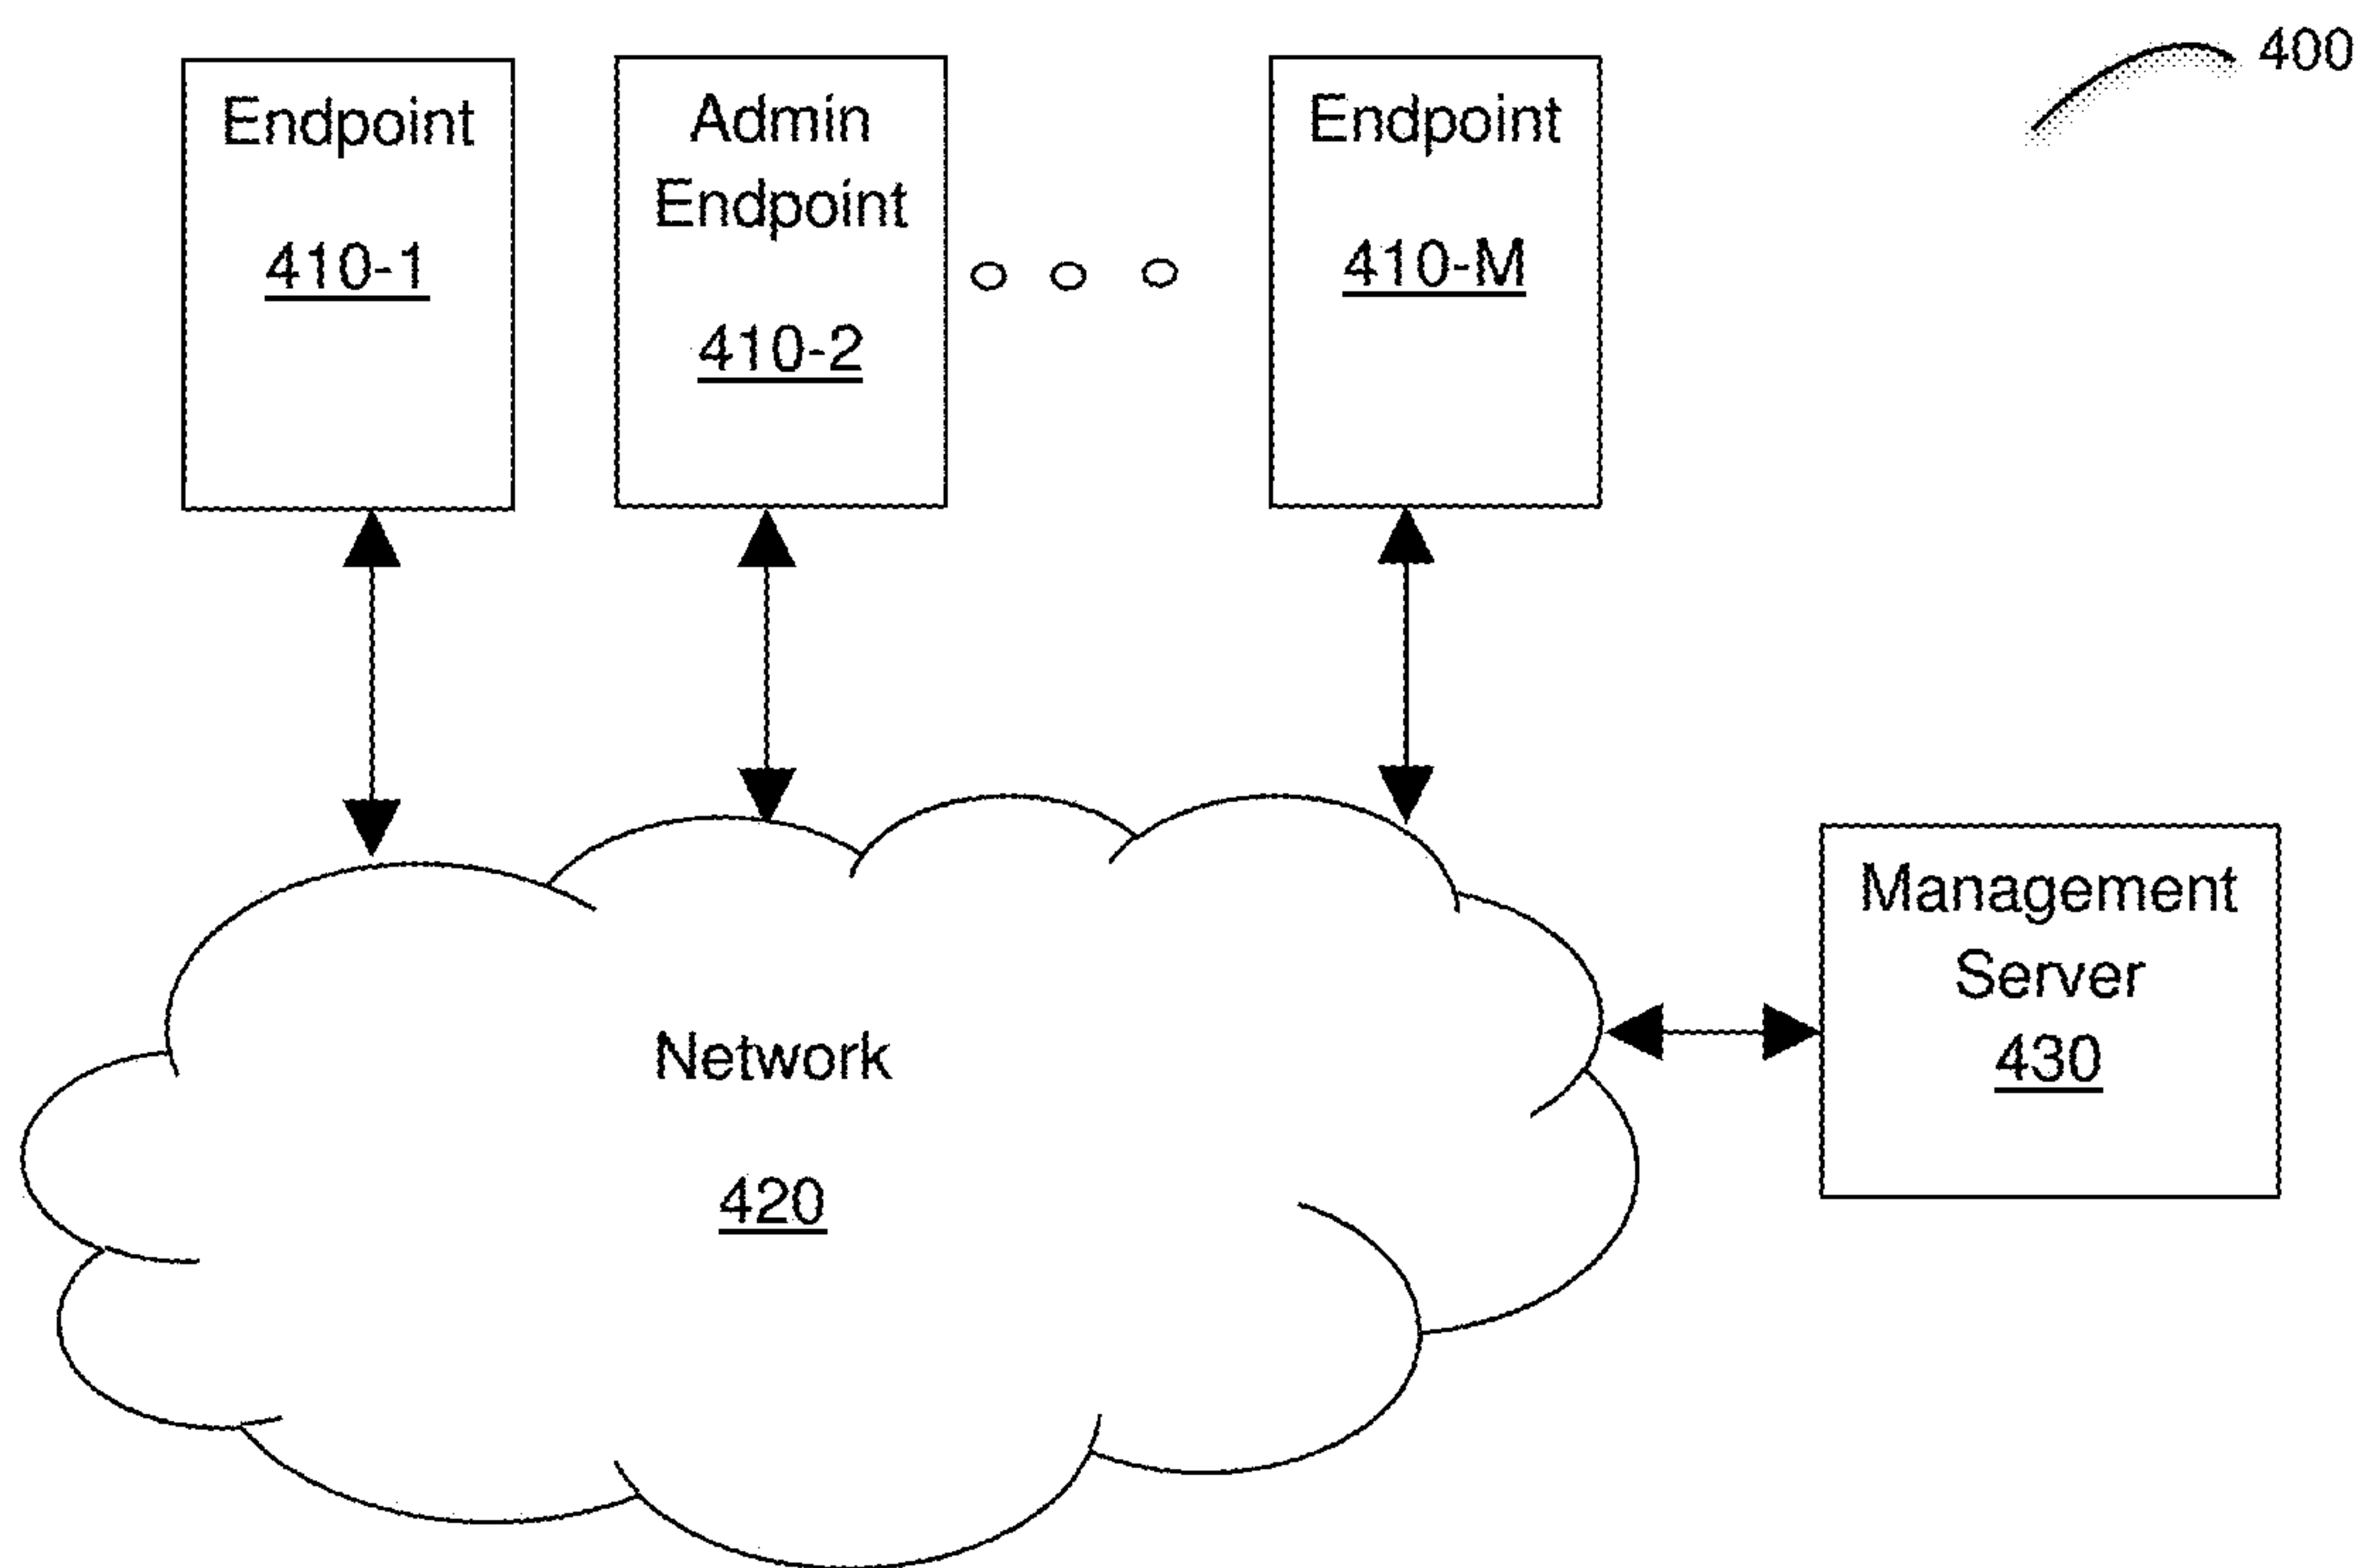 400
Endpoint
410-1
Admin
Endpoint
410-2
Endpoint
410-M
Management
Server
430
Network
420